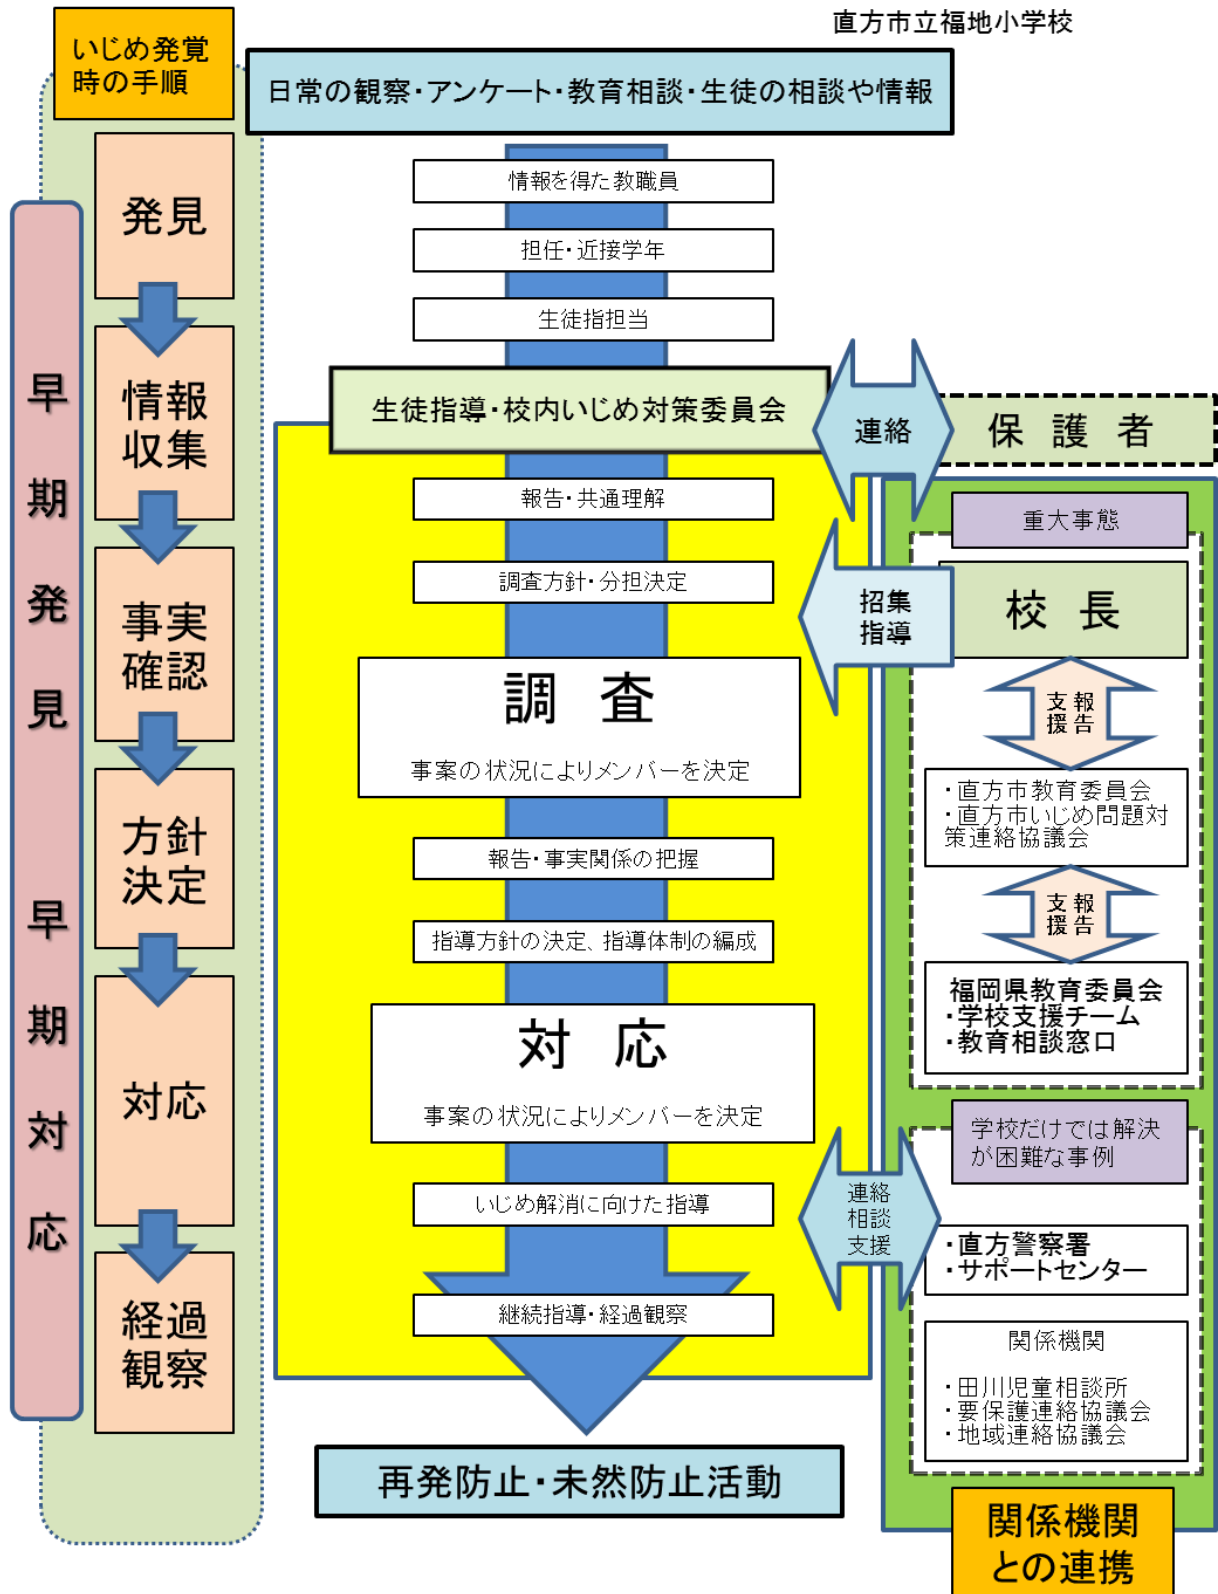 直方市立福地小学校
いじめ発覚
時の手順
日常の観察・アンケート・教育相談・生徒の相談や情報
早期発見　早期対応
発見
情報
収集
事実
確認
方針
決定
対応
経過
観察
情報を得た教職員
担任・近接学年
生徒指担当
生徒指導・校内いじめ対策委員会
連絡
保護者
報告・共通理解
調査方針・分担決定
調査
事案の状況によりメンバーを決定
報告・事実関係の把握
指導方針の決定、指導体制の編成
対応
事案の状況によりメンバーを決定
いじめ解消に向けた指導
継続指導・経過観察
再発防止・未然防止活動
重大事態
招集
指導
校長
支報
援告
・直方市教育委員会
・直方市いじめ問題対
策連絡協議会
支報
援告
福岡県教育委員会
・学校支援チーム
・教育相談窓口
学校だけでは解決
が困難な事例
連絡
相談
支援
・直方警察署
・サポートセンター
関係機関
・田川児童相談所
・要保護連絡協議会
・地域連絡協議会
関係機関
との連携